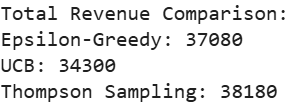 Total Revenue Comparison:
Epsilon-Greedy: 37080
UCB: 34300
Thompson Sampling: 38180